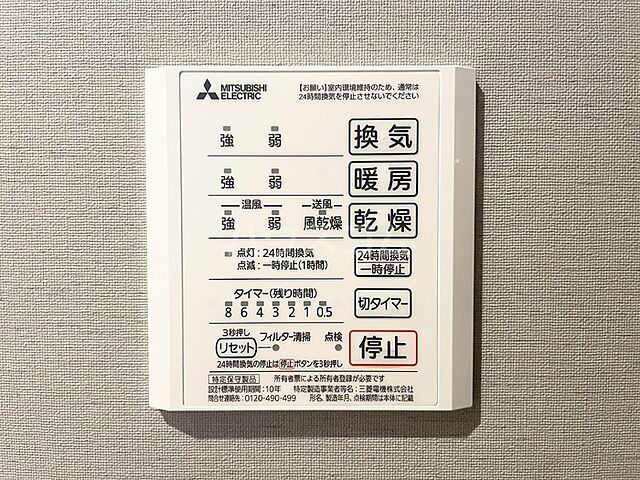 MITSUBISHI
ELECTRIC
【お願い】室内環境維持のため、通常は
24時間換気を停止させないでください
強 弱 換気
強 弱 暖房
温風 送風
強 弱 風乾燥 乾燥
点灯:24時間換気
点滅:一時停止(1時間)
24時間換気
一時停止
タイマー(残り時間)
8 6 4 3 2 1 0.5
切タイマー
3秒押し
リセット フィルター清掃 点検
停止
24時間換気の停止は停止ボタンを3秒押し
特定保守製品 所有者票による所有者登録が必要です
設計標準使用期間:10年 特定製造事業者等名:三菱電機株式会社
問合せ連絡先:0120-490-499 形名、製造年月、点検期間は本体に記載